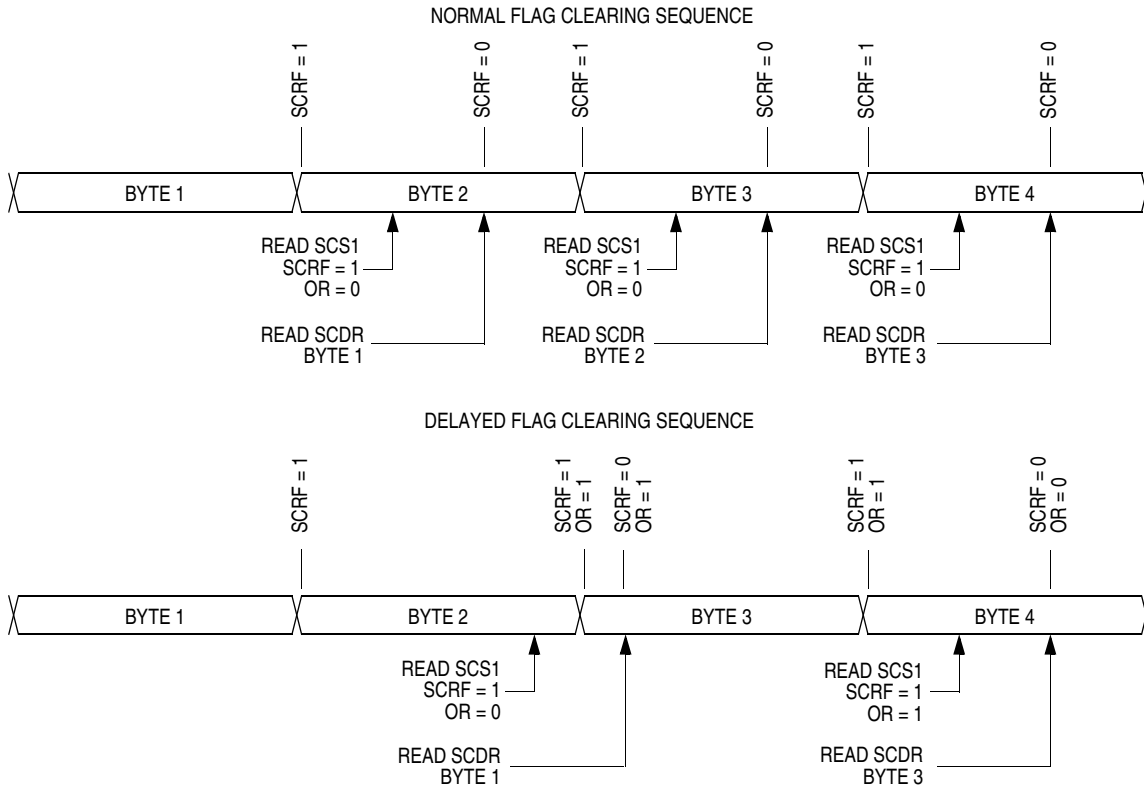 NORMAL FLAG CLEARING SEQUENCE
SCRF = 1
SCRF = 0
SCRF = 1
SCRF = 0
SCRF = 1
SCRF = 0
BYTE 1
BYTE 2
BYTE 3
BYTE 4
READ SCS1
SCRF = 1
OR = 0
READ SCS1
SCRF = 1
OR = 0
READ SCS1
SCRF = 1
OR = 0
READ SCDR
BYTE 1
READ SCDR
BYTE 2
READ SCDR
BYTE 3
DELAYED FLAG CLEARING SEQUENCE
SCRF = 1
SCRF = 1
OR = 1
SCRF = 0
OR = 1
SCRF = 1
OR = 1
SCRF = 0
OR = 0
BYTE 1
BYTE 2
BYTE 3
BYTE 4
READ SCS1
SCRF = 1
OR = 0
READ SCS1
SCRF = 1
OR = 1
READ SCDR
BYTE 1
READ SCDR
BYTE 3